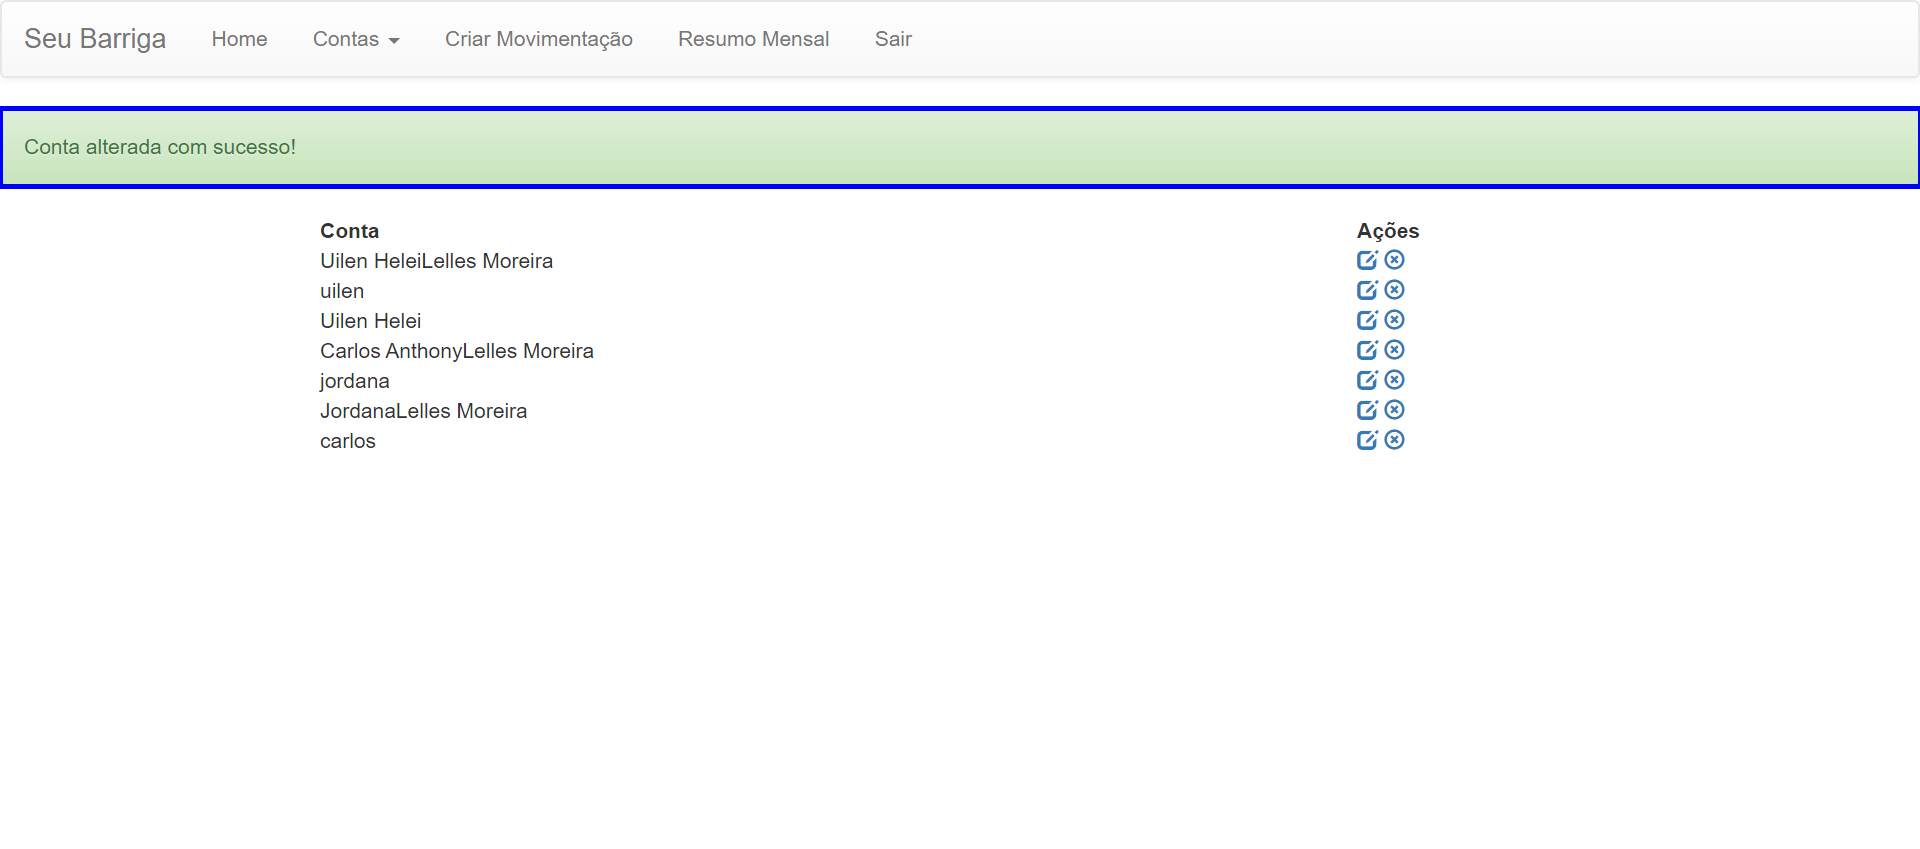 Seu Barriga Home Contas Criar Movimentação Resumo Mensal Sair
Conta alterada com sucesso!
Conta Ações
Uilen HeleiLelles Moreira
uilen
Uilen Helei
Carlos AnthonyLelles Moreira
jordana
JordanaLelles Moreira
carlos